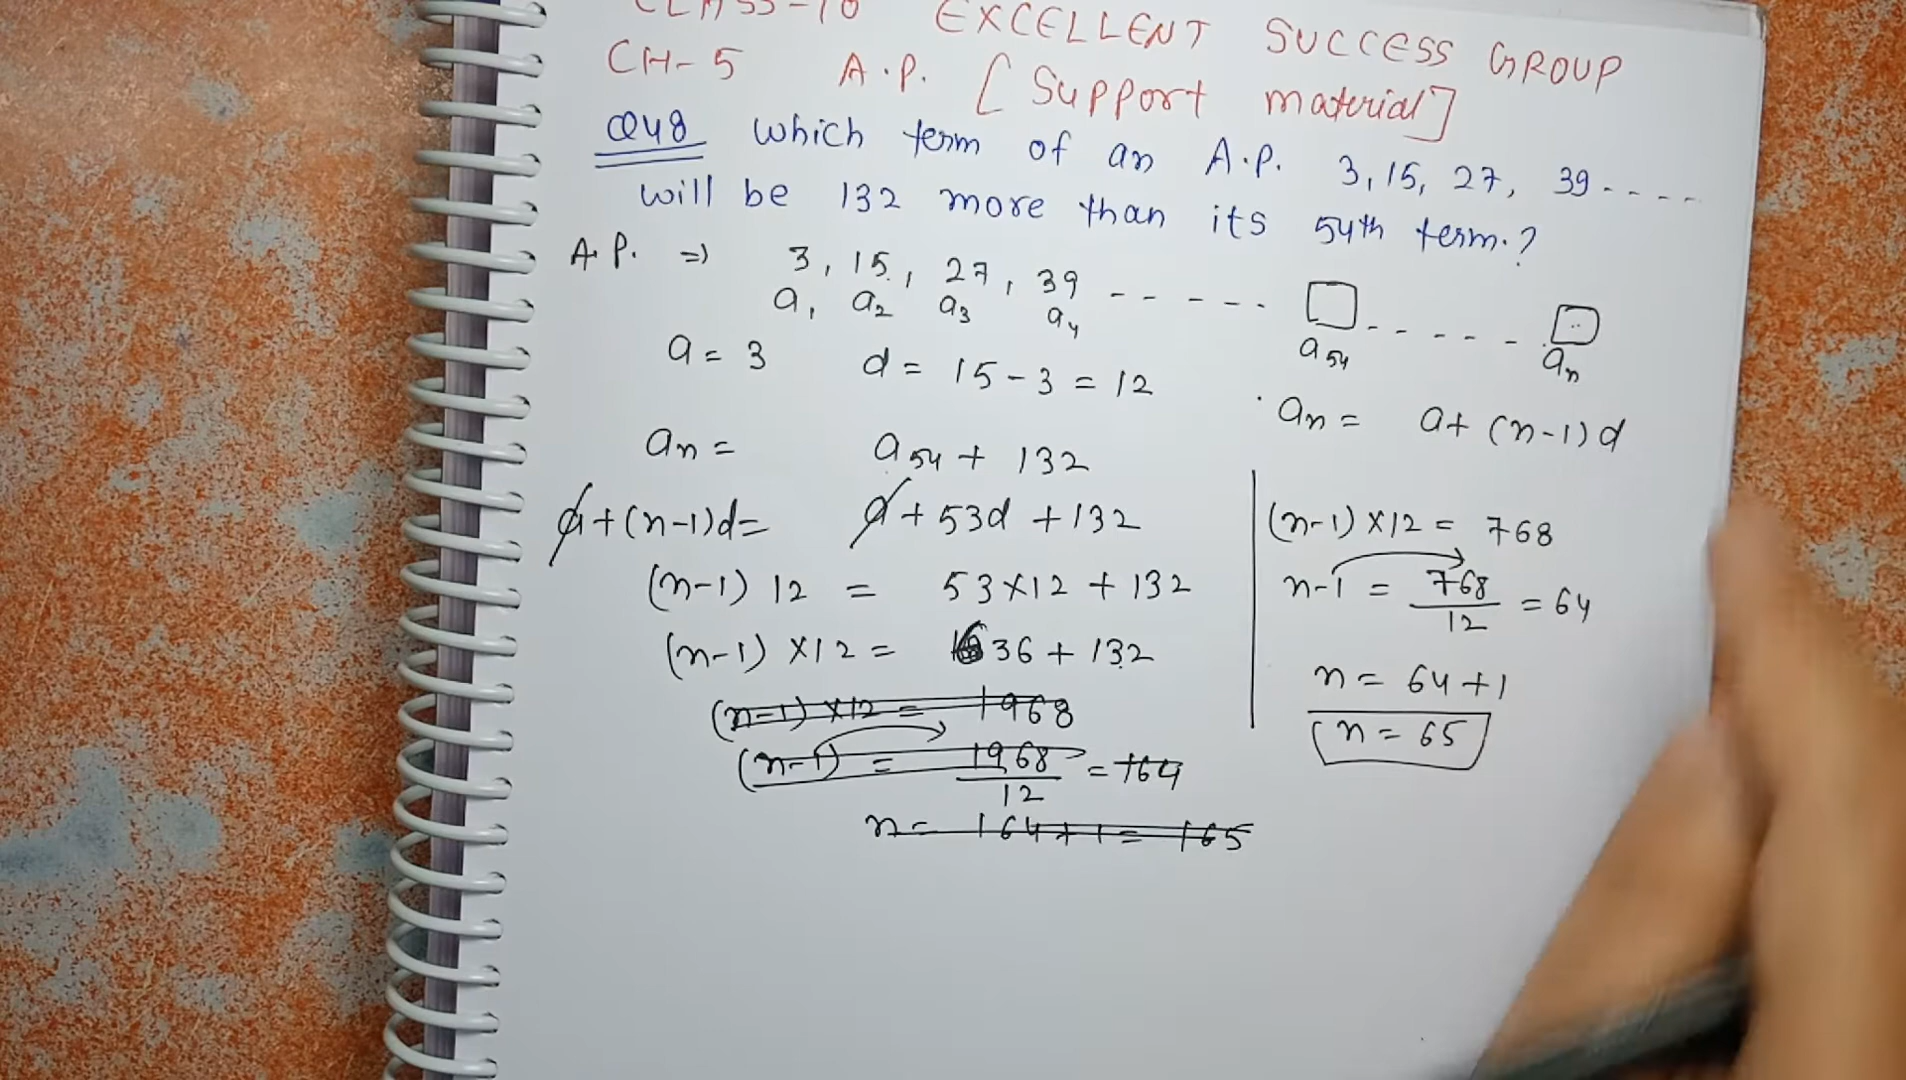 CLASS-10 EXCELLENT SUCCESS GROUP
CH-5 A.P. [Support material]
Q48 Which term of an A.P. 3, 15, 27, 39 - - - -
will be 132 more than its 54th term.?
A.P. => 3, 15, 27, 39 - - - - - - □ - - - - - □
a1 a2 a3 a4 a54 an
a = 3 d = 15 - 3 = 12
an = a + (n-1)d
an = a54 + 132
a + (n-1)d = a + 53d + 132
(n-1) 12 = 53×12 + 132
(n-1) ×12 = 636 + 132
(n-1) ×12 = 1968
(n-1) = 1968/12 = 164
n = 164+1 = 165
(n-1) ×12 = 768
n-1 = 768/12 = 64
n = 64+1
n = 65